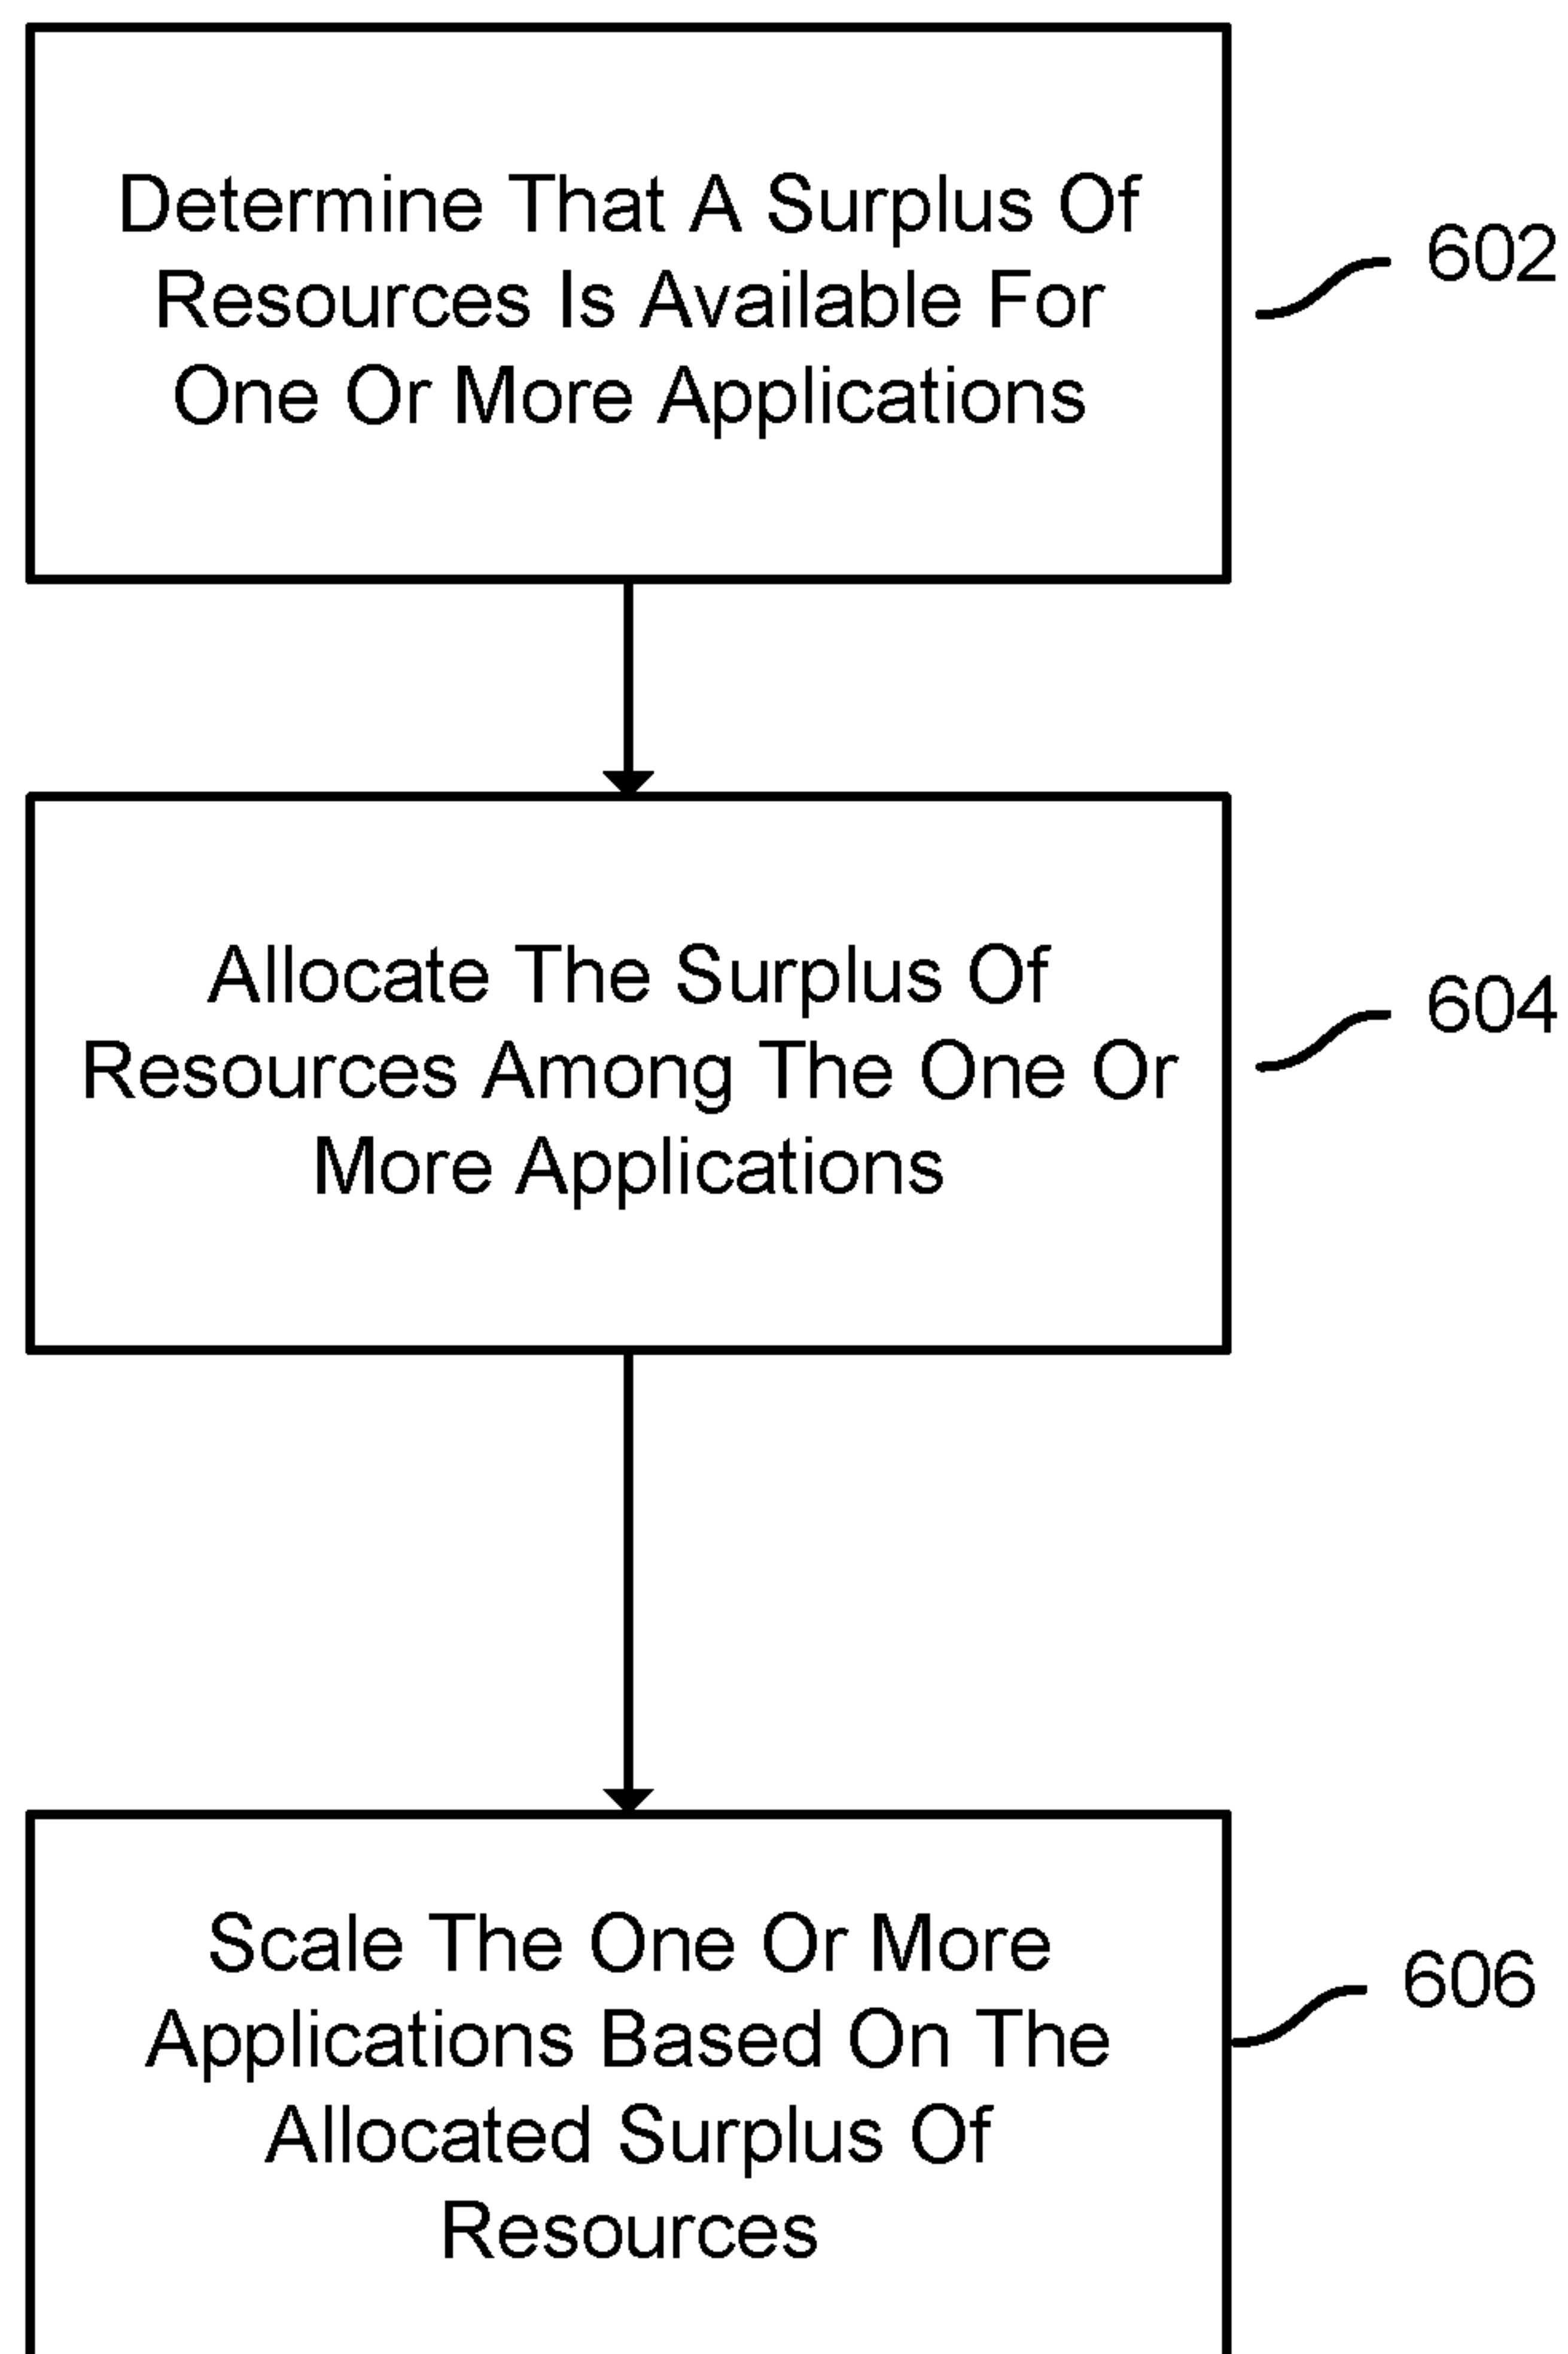 Determine That A Surplus Of
Resources Is Available For
One Or More Applications
602
Allocate The Surplus Of
Resources Among The One Or
More Applications
604
Scale The One Or More
Applications Based On The
Allocated Surplus Of
Resources
606